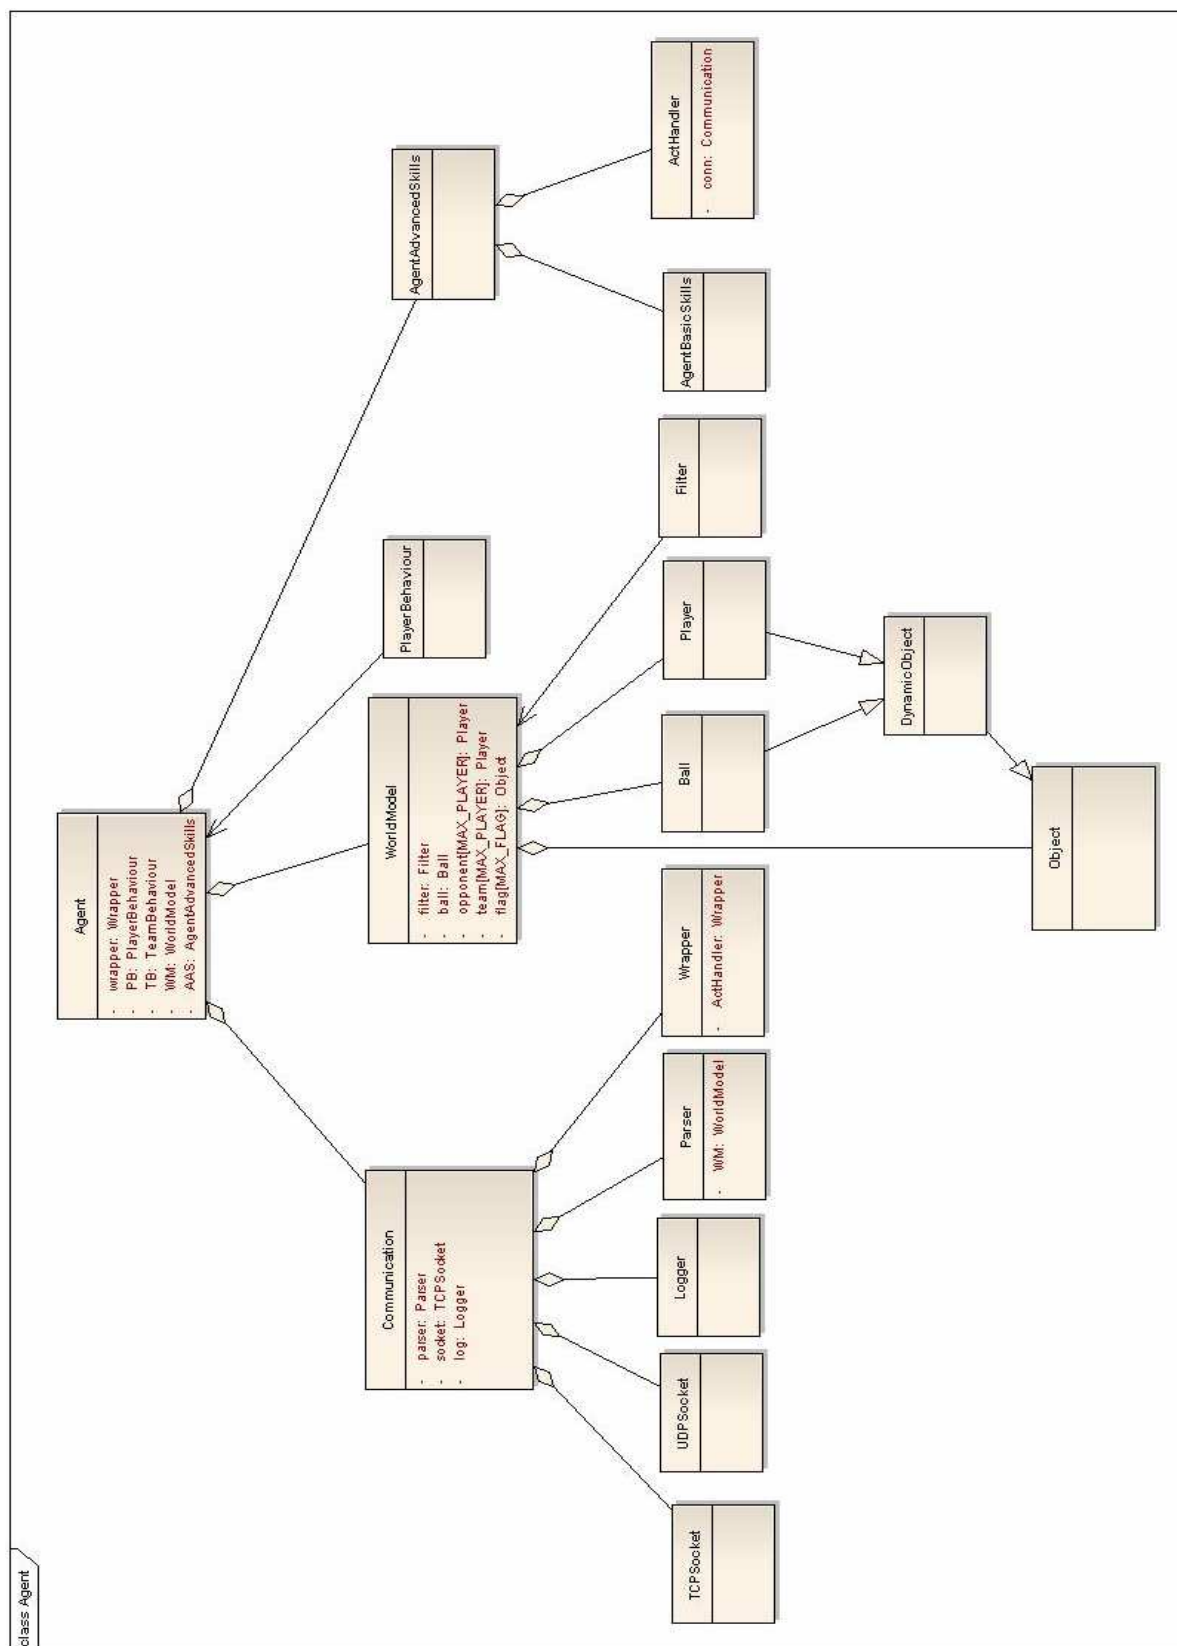 class Agent
Agent
- wrapper: Wrapper
- PB: PlayerBehaviour
- TB: TeamBehaviour
- WM: WorldModel
- AAS: AgentAdvancedSkills
Communication
- parser: Parser
- socket: TCPSocket
- log: Logger
WorldModel
- filter: Filter
- ball: Ball
- opponent[MAX_PLAYER]: Player
- team[MAX_PLAYER]: Player
- flag[MAX_FLAG]: Object
PlayerBehaviour
AgentAdvancedSkills
TCPSocket
UDPSocket
Logger
Parser
- WM: WorldModel
Wrapper
- ActHandler: Wrapper
Ball
Player
Filter
AgentBasicSkills
ActHandler
- conn: Communication
DynamicObject
Object